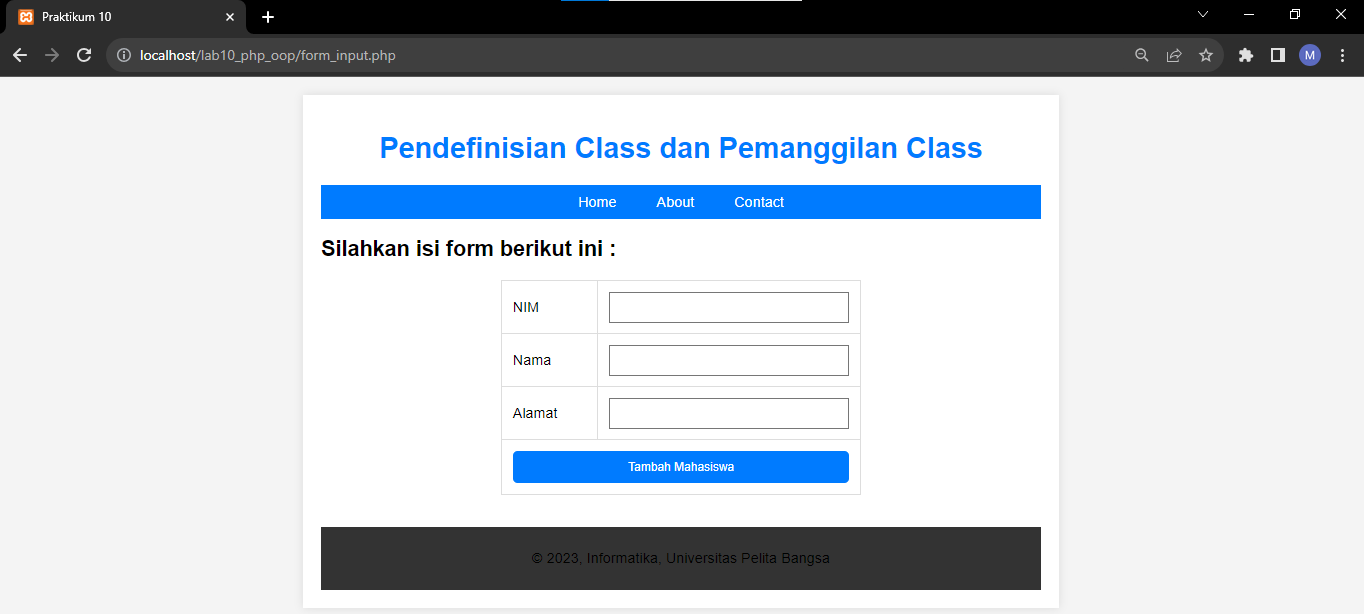 Praktikum 10
localhost/lab10_php_oop/form_input.php
M
Pendefinisian Class dan Pemanggilan Class
Home About Contact
Silahkan isi form berikut ini :
NIM
Nama
Alamat
Tambah Mahasiswa
© 2023, Informatika, Universitas Pelita Bangsa